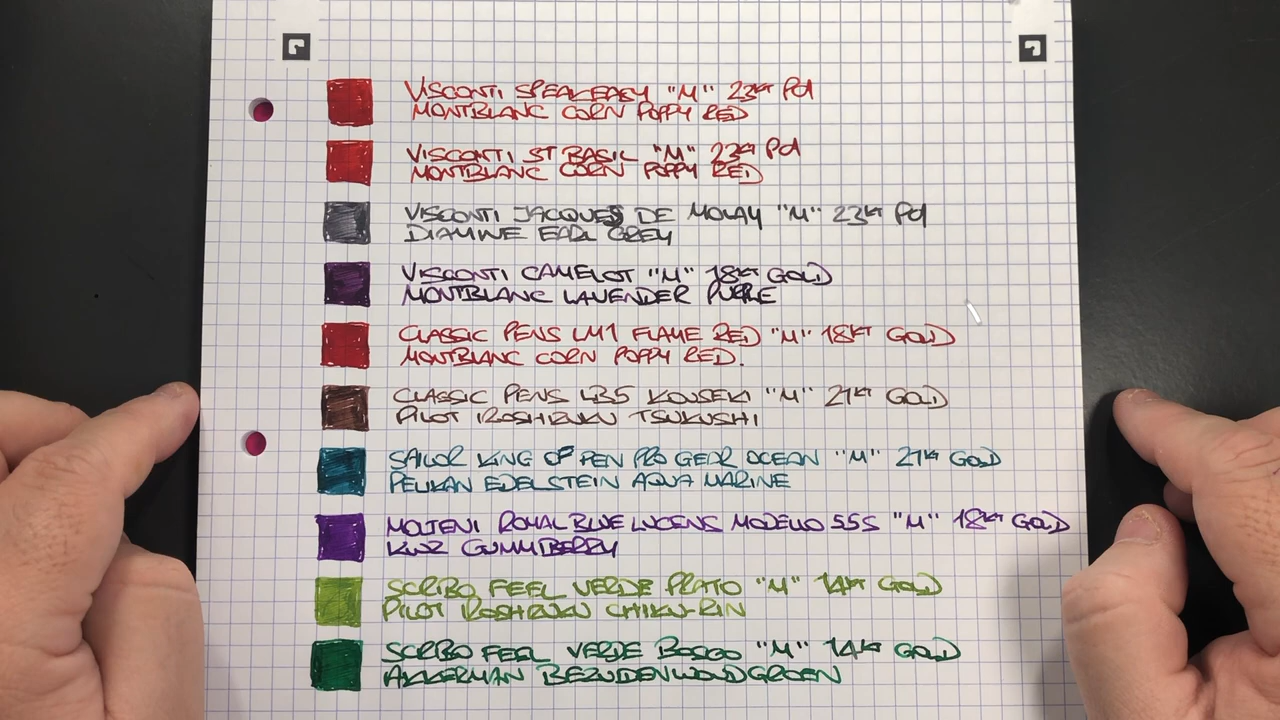 VISCONTI SPEAKEASY "M" 23KT Pd
MONTBLANC CORN POPPY RED
VISCONTI ST BASIL "M" 23KT Pd
MONTBLANC CORN POPPY RED
VISCONTI JACQUES DE MOLAY "M" 23KT Pd
DIAMINE EARL GREY
VISCONTI CAMELOT "M" 18KT GOLD
MONTBLANC LAVENDER PURPLE
CLASSIC PENS LM1 FLAME RED "M" 18KT GOLD
MONTBLANC CORN POPPY RED.
CLASSIC PENS 435 KOUSEKI "M" 21KT GOLD
PILOT IROSHIZUKU TSUKUSHI
SAILOR KING OF PEN PRO GEAR OCEAN "M" 21KT GOLD
PELIKAN EDELSTEIN AQUA MARINE
MOLTENI ROYAL BLUE LUCENS MODELLO 55S "M" 18KT GOLD
KWZ GUMMIBERRY
SCRIBO FEEL VERDE PRATO "M" 14KT GOLD
PILOT IROSHIZUKU CHIKU-RIN
SCRIBO FEEL VERDE BOSCO "M" 14KT GOLD
AKKERMAN BEZUIDENWOUDGROEN